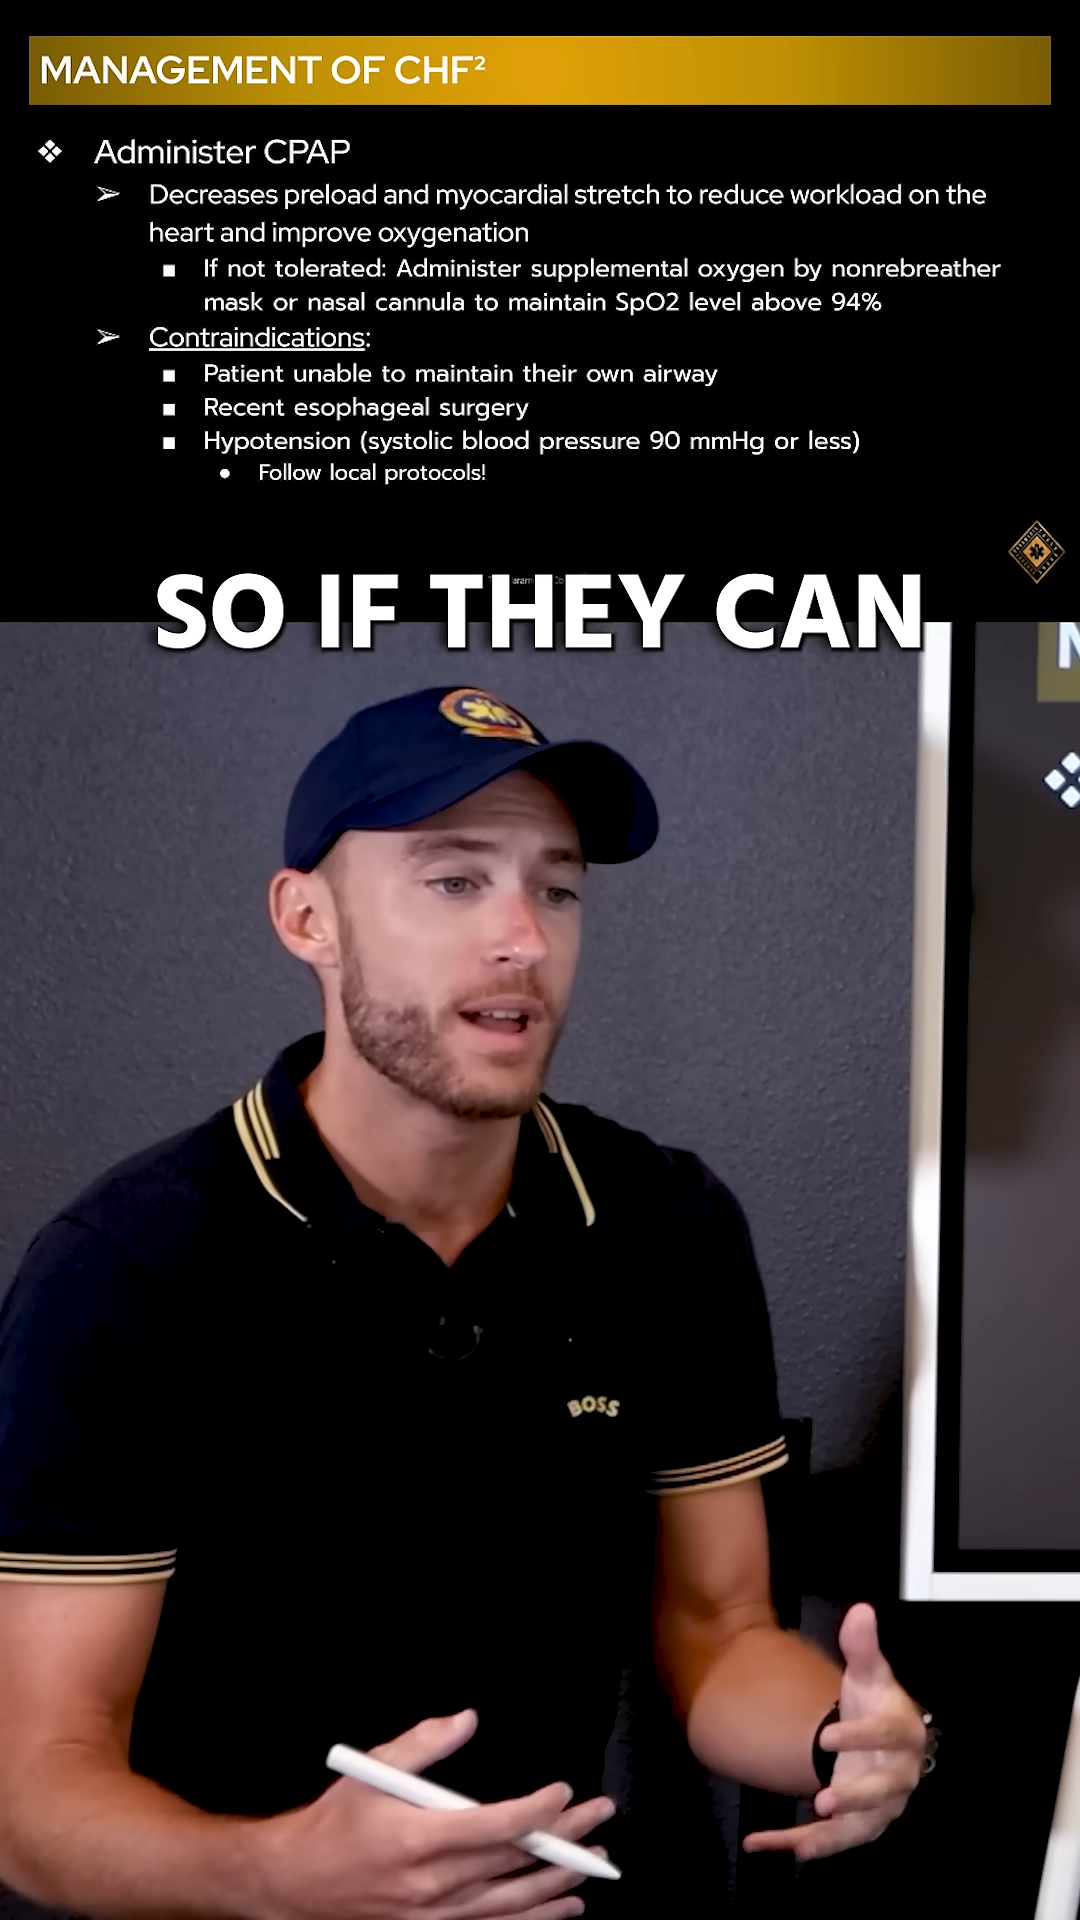 MANAGEMENT OF CHF²
❖ Administer CPAP
➢ Decreases preload and myocardial stretch to reduce workload on the
heart and improve oxygenation
■ If not tolerated: Administer supplemental oxygen by nonrebreather
mask or nasal cannula to maintain SpO2 level above 94%
➢ Contraindications:
■ Patient unable to maintain their own airway
■ Recent esophageal surgery
■ Hypotension (systolic blood pressure 90 mmHg or less)
● Follow local protocols!
SO IF THEY CAN
BOSS